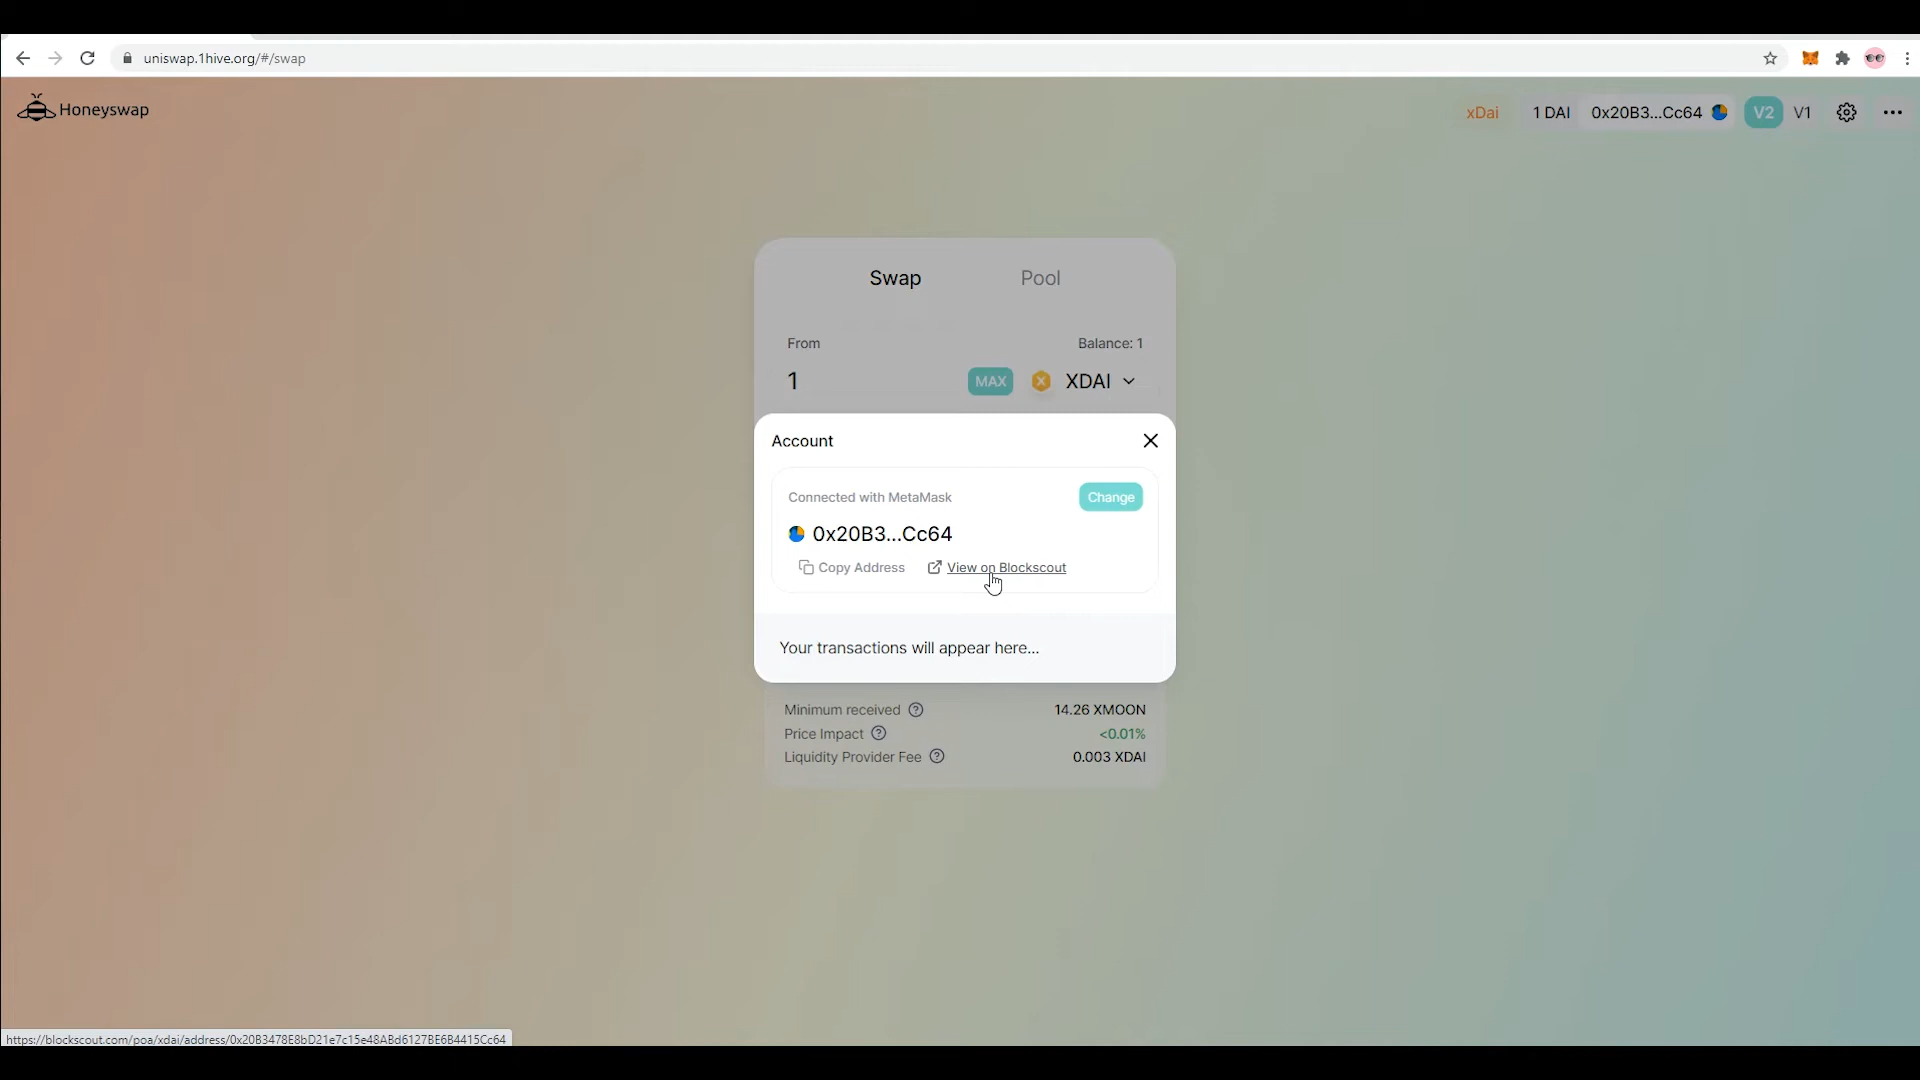 uniswap.1hive.org/#/swap
Honeyswap
xDai 1 DAI 0x20B3...Cc64 V2 V1
Swap Pool
From Balance: 1
1 MAX XDAI
Account
Connected with MetaMask Change
0x20B3...Cc64
Copy Address View on Blockscout
Your transactions will appear here...
Minimum received 14.26 XMOON
Price Impact <0.01%
Liquidity Provider Fee 0.003 XDAI
https://blockscout.com/poa/xdai/address/0x20B3478E8bD21e7c15e48ABd6127BE6B4415Cc64